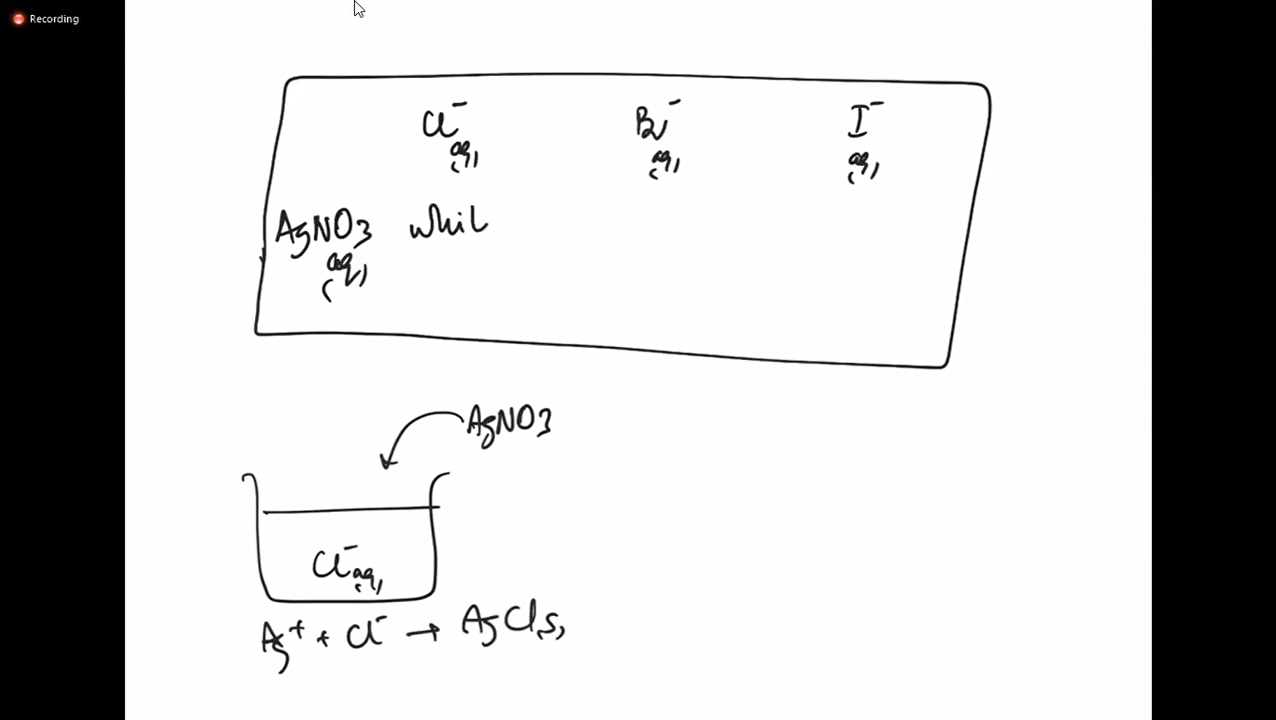 Recording
Cl⁻(aq) Br⁻(aq) I⁻(aq)
AgNO3(aq) whit
AgNO3
Cl⁻(aq)
Ag⁺ + Cl⁻ → AgCl(s)